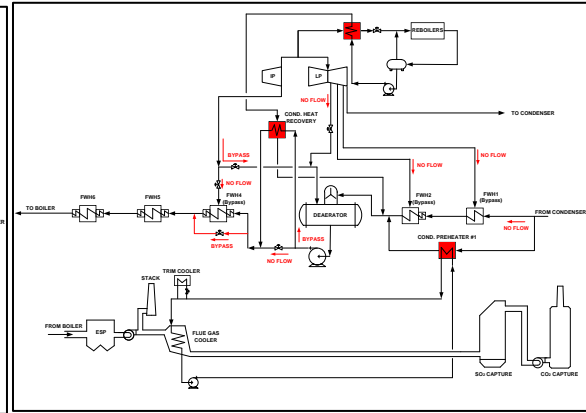 REBOILERS
IP
LP
NO FLOW
TO CONDENSER
COND. HEAT
RECOVERY
BYPASS
NO FLOW
NO FLOW
NO FLOW
TO BOILER
FWH6
FWH5
FWH4
(Bypass)
FWH2
(Bypass)
FWH1
(Bypass)
FROM CONDENSER
DEAERATOR
NO FLOW
BYPASS
BYPASS
NO FLOW
COND. PREHEATER #1
STACK
TRIM COOLER
FROM BOILER
ESP
FLUE GAS
COOLER
SO₂ CAPTURE
CO₂ CAPTURE